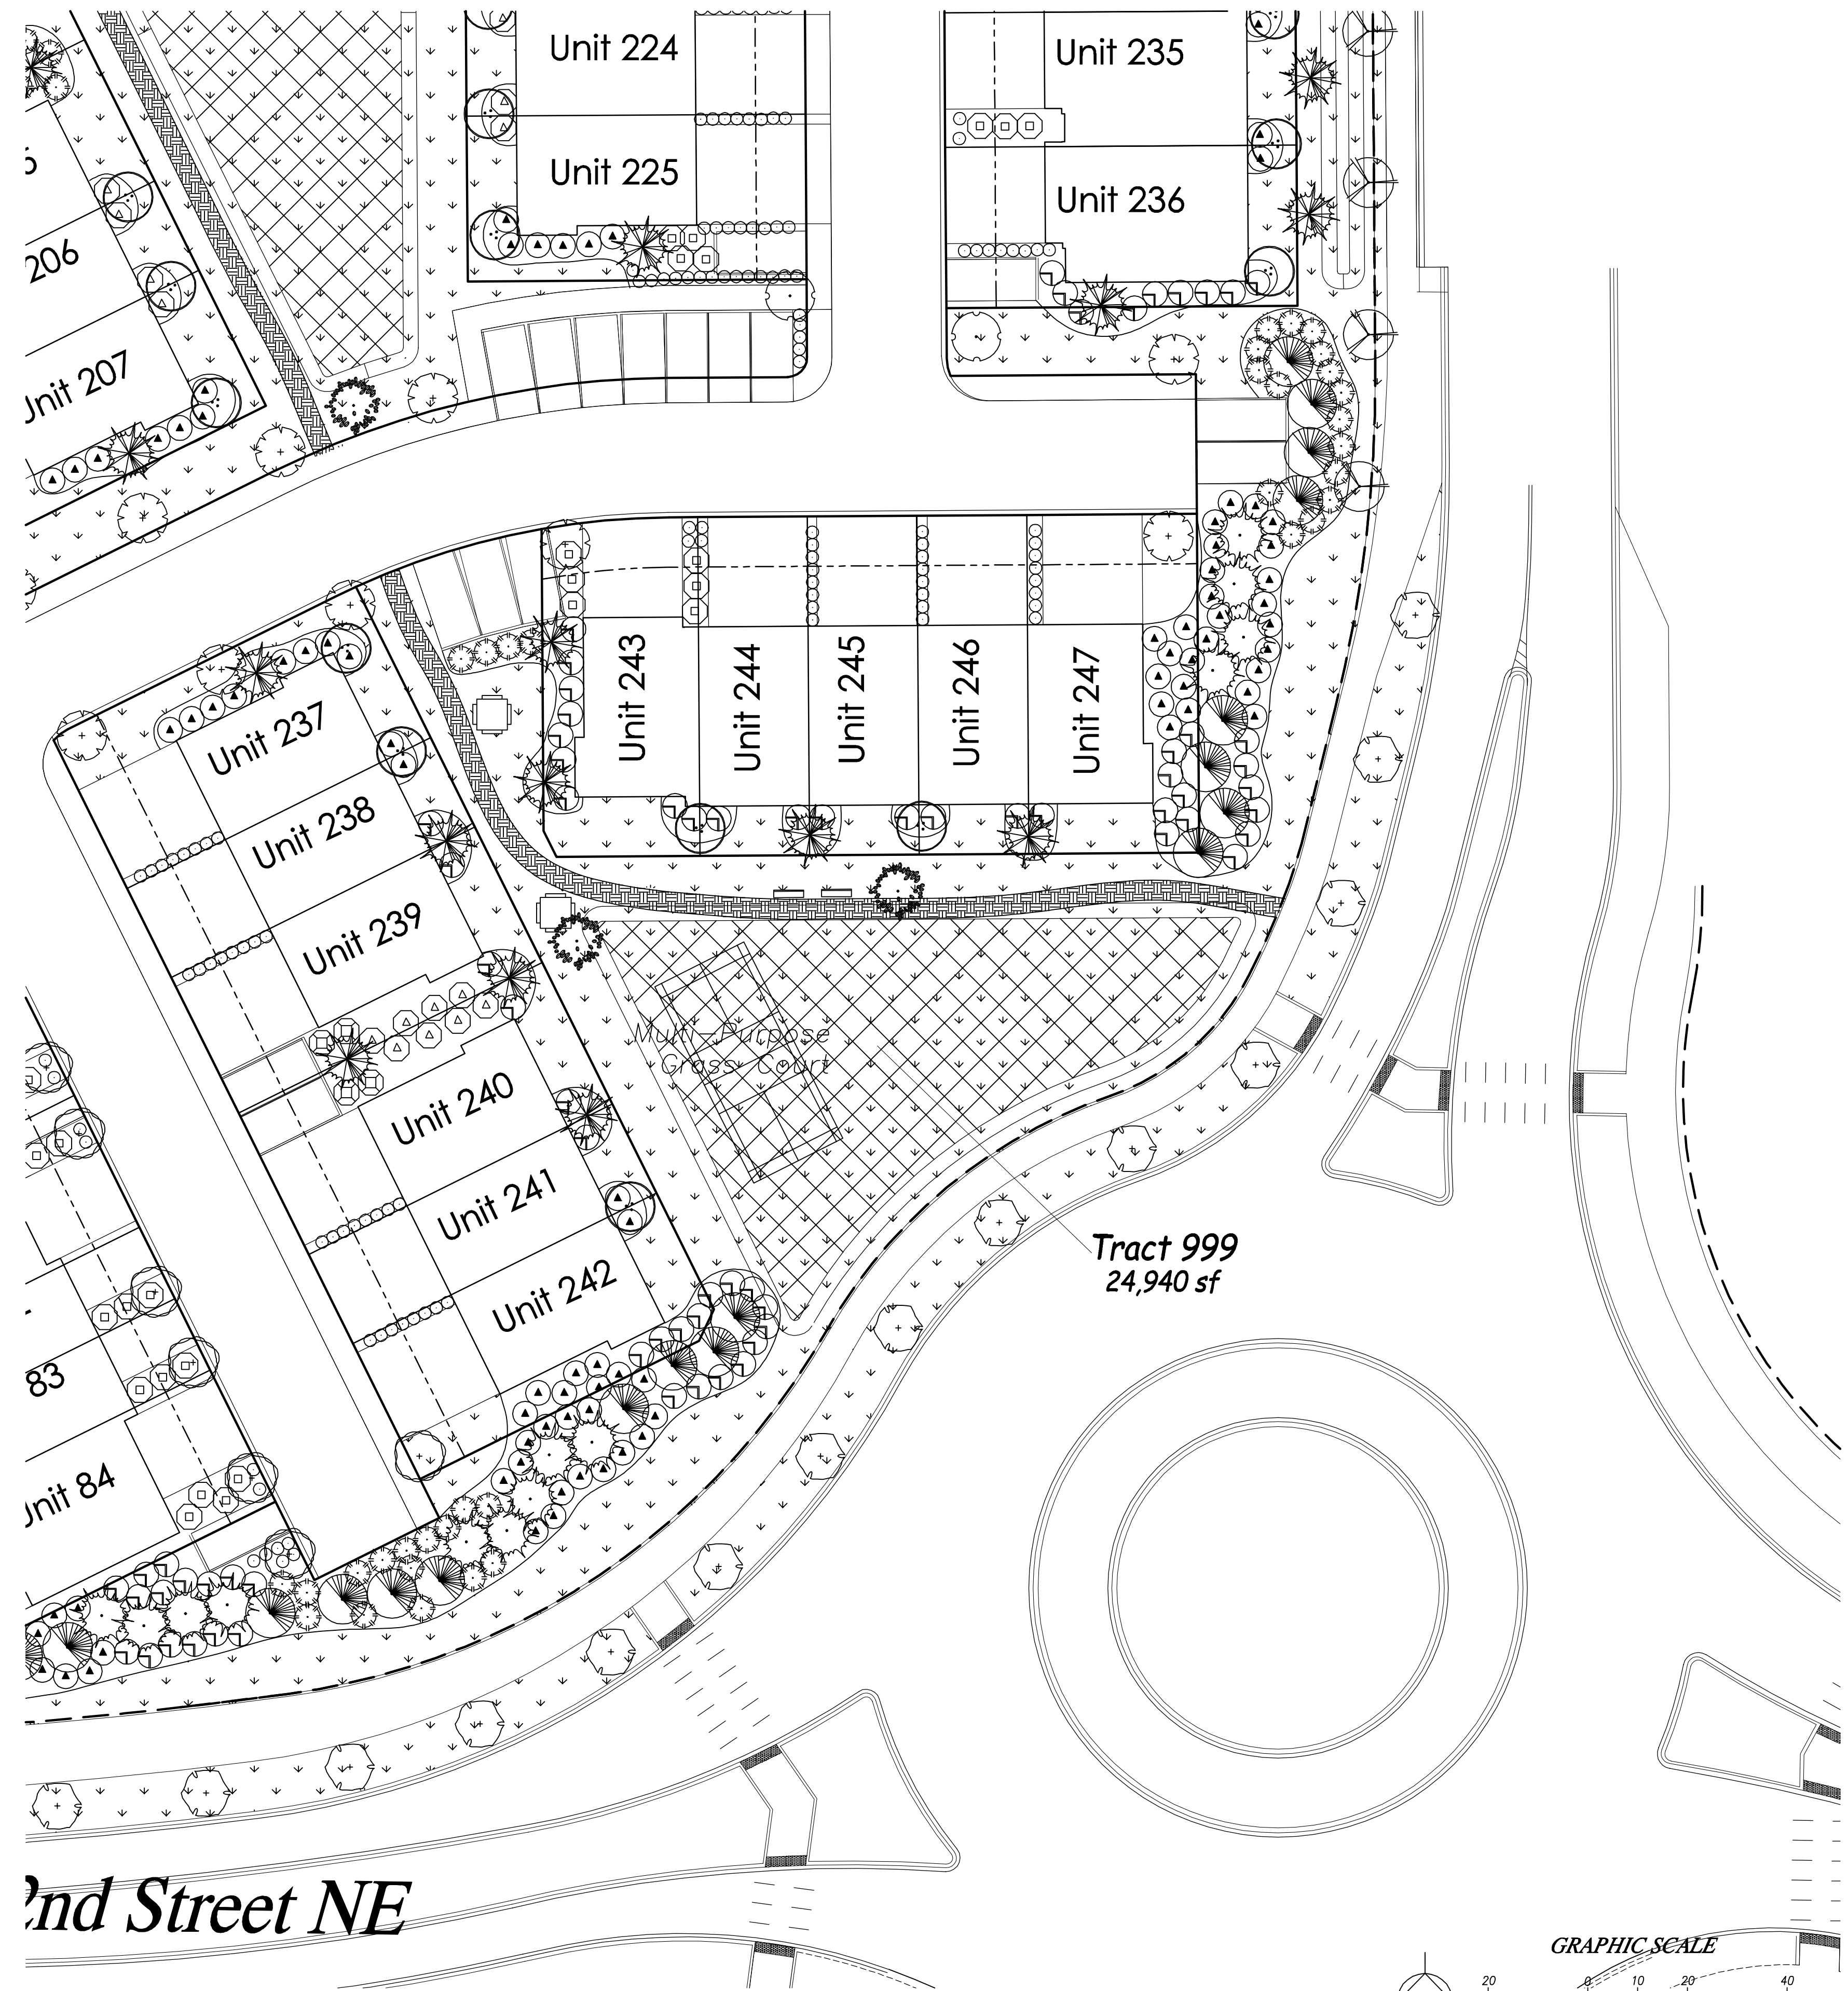 Unit 224
Unit 235
Unit 225
Unit 236
206
Unit 207
Unit 243
Unit 244
Unit 245
Unit 246
Unit 247
Unit 237
Unit 238
Unit 239
Multi-Purpose
Grass Court
Unit 240
Unit 241
Unit 242
Tract 999
24,940 sf
83
Unit 84
2nd Street NE
GRAPHIC SCALE
20 0 10 20 40